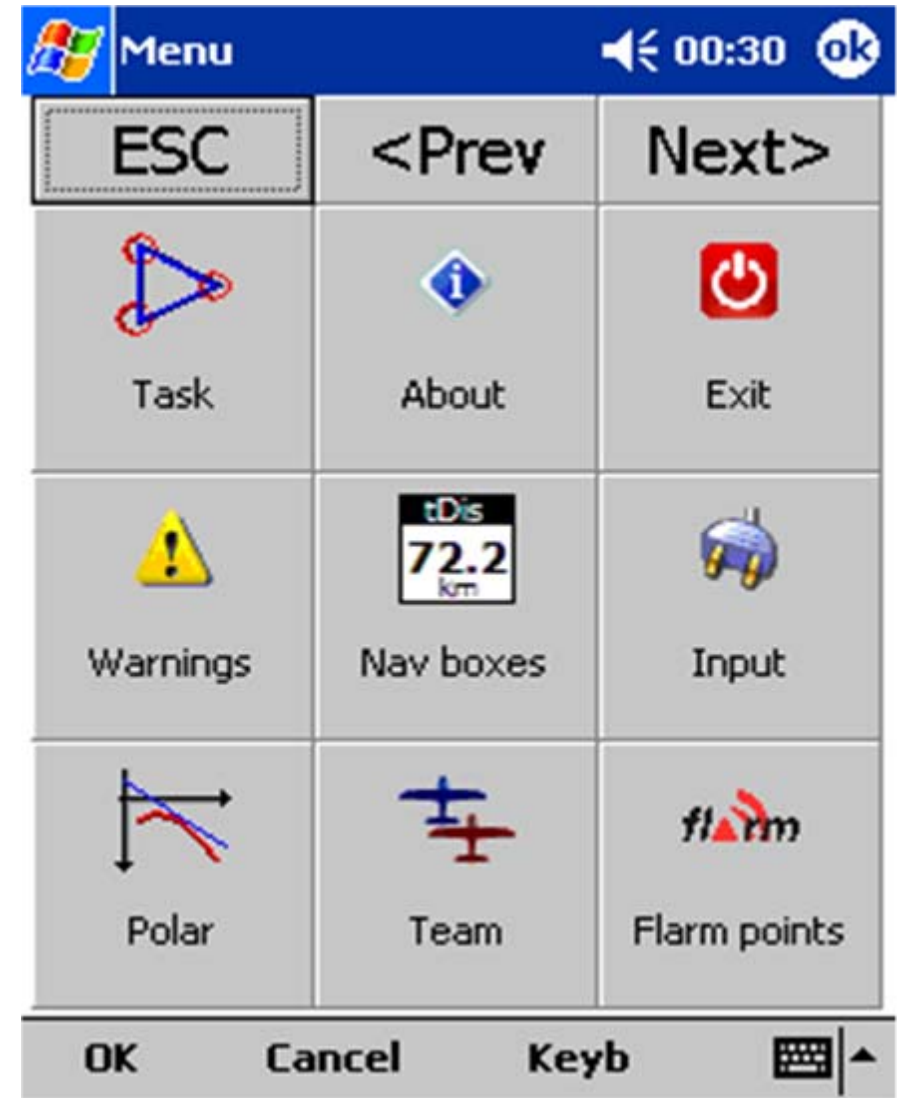 Menu 00:30 ok
ESC <Prev Next>
Task About Exit
tDis
72.2
km
Warnings Nav boxes Input
flarm
Polar Team Flarm points
OK Cancel Keyb